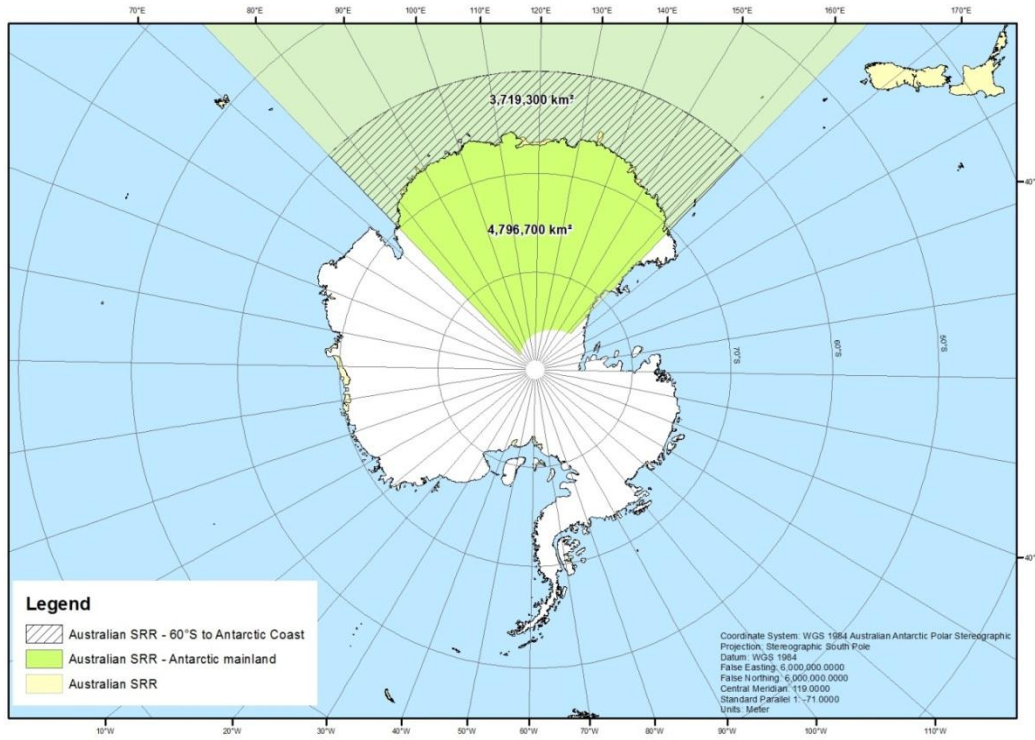 70°E 80°E 90°E 100°E 110°E 120°E 130°E 140°E 150°E 160°E 170°E
3,719,300 km²
40°
4,796,700 km²
70°S 60°S 50°S
40°
Legend
Australian SRR - 60°S to Antarctic Coast
Australian SRR - Antarctic mainland
Australian SRR
Coordinate System: WGS 1984 Australian Antarctic Polar Stereographic
Projection: Stereographic South Pole
Datum: WGS 1984
False Easting: 6,000,000.0000
False Northing: 6,000,000.0000
Central Meridian: 119.0000
Standard Parallel 1: -71.0000
Units: Meter
10°W 20°W 30°W 40°W 50°W 60°W 70°W 80°W 90°W 100°W 110°W